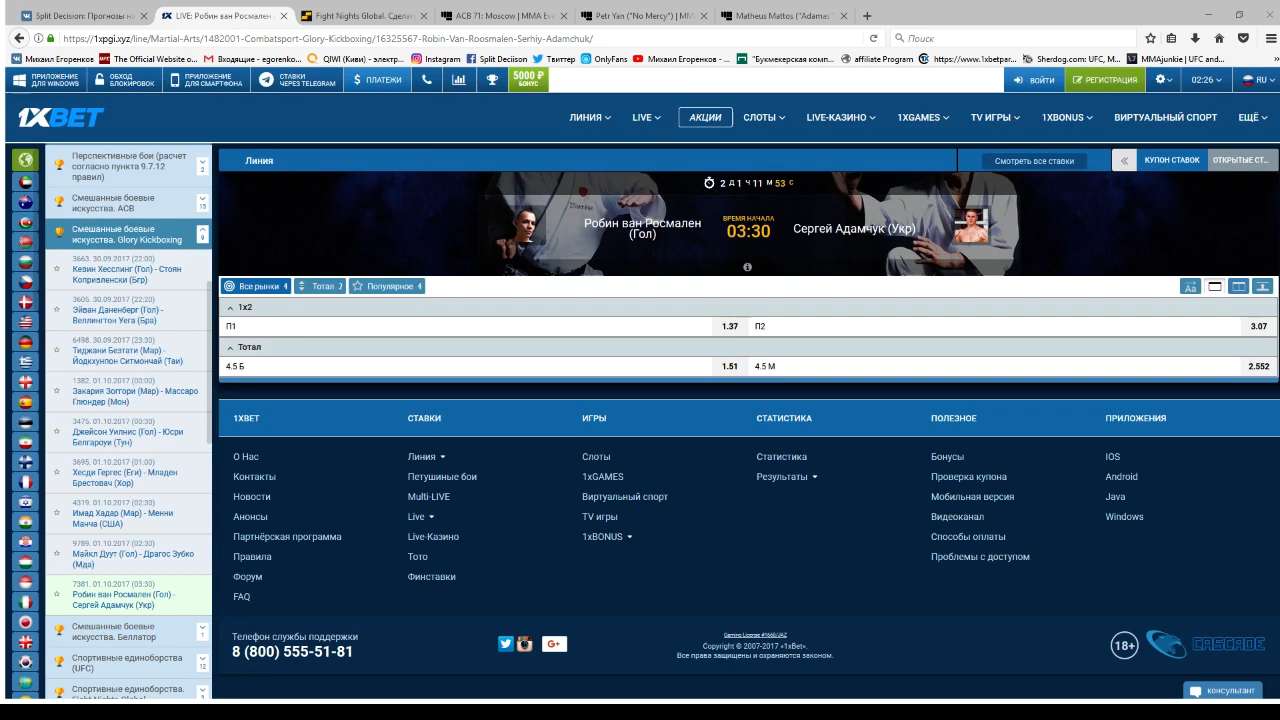 Split Decision: Прогнозы на
LIVE: Робин ван Росмален
Fight Nights Global. Сделат
ACB 71: Moscow | MMA Eve
Petr Yan ("No Mercy") | MM
Matheus Mattos ("Adamas"
https://1xpgi.xyz/line/Martial-Arts/1482001-Combatsport-Glory-Kickboxing/16325567-Robin-Van-Roosmalen-Serhiy-Adamchuk/
Поиск
Михаил Егоренков
The Official Website o...
Входящие - egorenko...
QIWI (Киви) - электр...
Instagram
Split Deciison
Твиттер
OnlyFans
Михаил Егоренков -...
"Букмекерская комп...
affiliate Program
https://www.1xbetpar...
Sherdog.com: UFC, M...
MMAjunkie | UFC and...
ПРИЛОЖЕНИЕ
ДЛЯ WINDOWS
ОБХОД
БЛОКИРОВОК
ПРИЛОЖЕНИЕ
ДЛЯ СМАРТФОНА
СТАВКИ
ЧЕРЕЗ TELEGRAM
$ ПЛАТЕЖИ
5000 ₽
БОНУС
ВОЙТИ
РЕГИСТРАЦИЯ
02:26
RU
1XBET
ЛИНИЯ
LIVE
АКЦИИ
СЛОТЫ
LIVE-КАЗИНО
1XGAMES
TV ИГРЫ
1XBONUS
ВИРТУАЛЬНЫЙ СПОРТ
ЕЩЁ
Перспективные бои (расчет
согласно пункта 9.7.12
правил)
2
Смешанные боевые
искусства. ACB
15
Смешанные боевые
искусства. Glory Kickboxing
9
3663. 30.09.2017 (22:00)
Кевин Хесслинг (Гол) - Стоян
Копривленски (Бгр)
3605. 30.09.2017 (22:20)
Эйван Даненберг (Гол) -
Веллингтон Уега (Бра)
6498. 30.09.2017 (23:30)
Тиджани Безтати (Мар) -
Йодкхунпон Ситмончай (Таи)
1382. 01.10.2017 (00:00)
Закария Зоггори (Мар) - Массаро
Глюндер (Мон)
3475. 01.10.2017 (00:30)
Джейсон Уилнис (Гол) - Юсри
Белгароуи (Тун)
3695. 01.10.2017 (01:00)
Хесди Гергес (Еги) - Младен
Брестовач (Хор)
4319. 01.10.2017 (02:30)
Имад Хадар (Мар) - Менни
Манча (США)
9789. 01.10.2017 (02:30)
Майкл Дуут (Гол) - Драгос Зубко
(Мда)
7381. 01.10.2017 (03:30)
Робин ван Росмален (Гол) -
Сергей Адамчук (Укр)
Смешанные боевые
искусства. Беллатор
1
Спортивные единоборства
(UFC)
12
Спортивные единоборства.
Fight Nights Global
Линия
Смотреть все ставки
КУПОН СТАВОК
ОТКРЫТЫЕ СТ...
2 д 1 ч 11 м 53 с
Робин ван Росмален
(Гол)
ВРЕМЯ НАЧАЛА
03:30
Сергей Адамчук (Укр)
Все рынки 4
Тотал 2
Популярное 4
1x2
П1 1.37
П2 3.07
Тотал
4.5 Б 1.51
4.5 М 2.552
1XBET
О Нас
Контакты
Новости
Анонсы
Партнёрская программа
Правила
Форум
FAQ
СТАВКИ
Линия
Петушиные бои
Multi-LIVE
Live
Live-Казино
Тото
Финставки
ИГРЫ
Слоты
1xGAMES
Виртуальный спорт
TV игры
1xBONUS
СТАТИСТИКА
Статистика
Результаты
ПОЛЕЗНОЕ
Бонусы
Проверка купона
Мобильная версия
Видеоканал
Способы оплаты
Проблемы с доступом
ПРИЛОЖЕНИЯ
IOS
Android
Java
Windows
Телефон службы поддержки
8 (800) 555-51-81
G+
Gaming License #1668/JAZ
Copyright © 2007-2017 «1xBet».
Все права защищены и охраняются законом.
18+
CASCADE
консультант